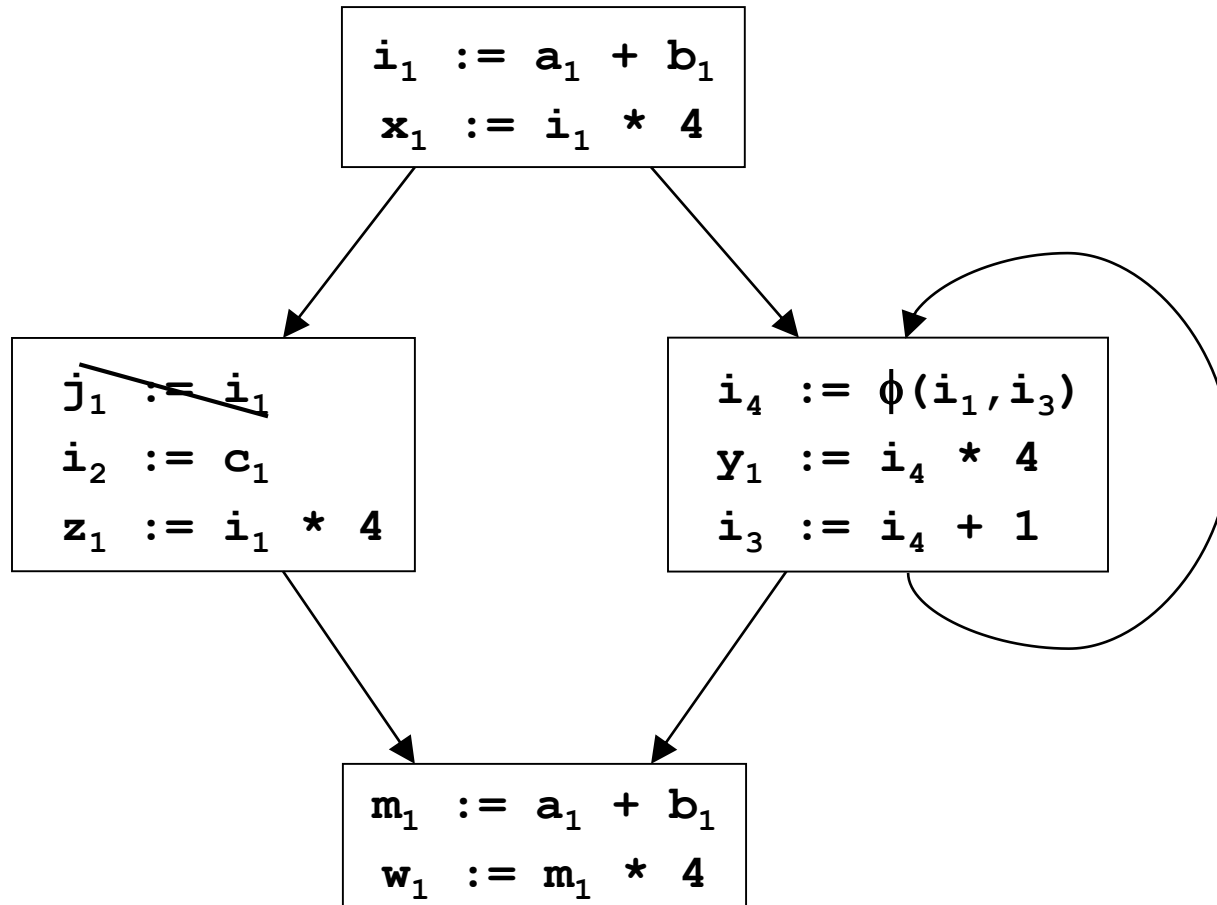 i₁ := a₁ + b₁
x₁ := i₁ * 4
j₁ := i₁
i₂ := c₁
z₁ := i₁ * 4
i₄ := ϕ(i₁,i₃)
y₁ := i₄ * 4
i₃ := i₄ + 1
m₁ := a₁ + b₁
w₁ := m₁ * 4